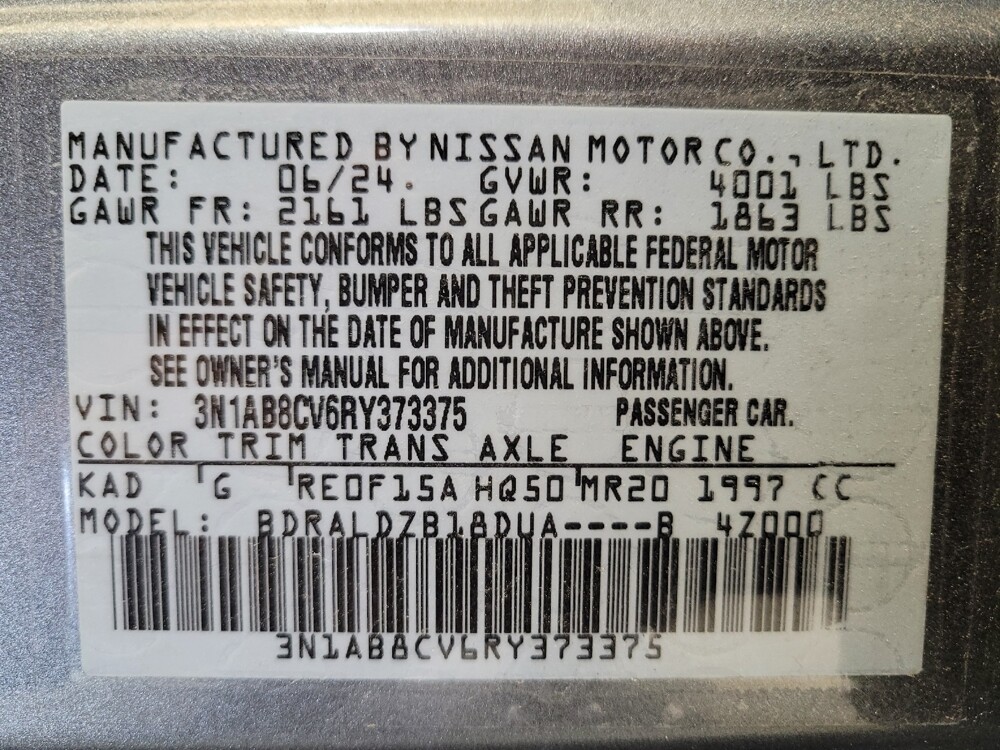 MANUFACTURED BY NISSAN MOTOR CO., LTD.
DATE: 06/24. GVWR: 4001 LBS
GAWR FR: 2161 LBS GAWR RR: 1863 LBS
THIS VEHICLE CONFORMS TO ALL APPLICABLE FEDERAL MOTOR
VEHICLE SAFETY, BUMPER AND THEFT PREVENTION STANDARDS
IN EFFECT ON THE DATE OF MANUFACTURE SHOWN ABOVE.
SEE OWNER'S MANUAL FOR ADDITIONAL INFORMATION.
VIN: 3N1AB8CV6RY373375 PASSENGER CAR.
COLOR TRIM TRANS AXLE ENGINE
KAD G RE0F15A HQ50 MR20 1997 CC
MODEL: BDRALDZB18DUA----B 4Z000
3N1AB8CV6RY373375